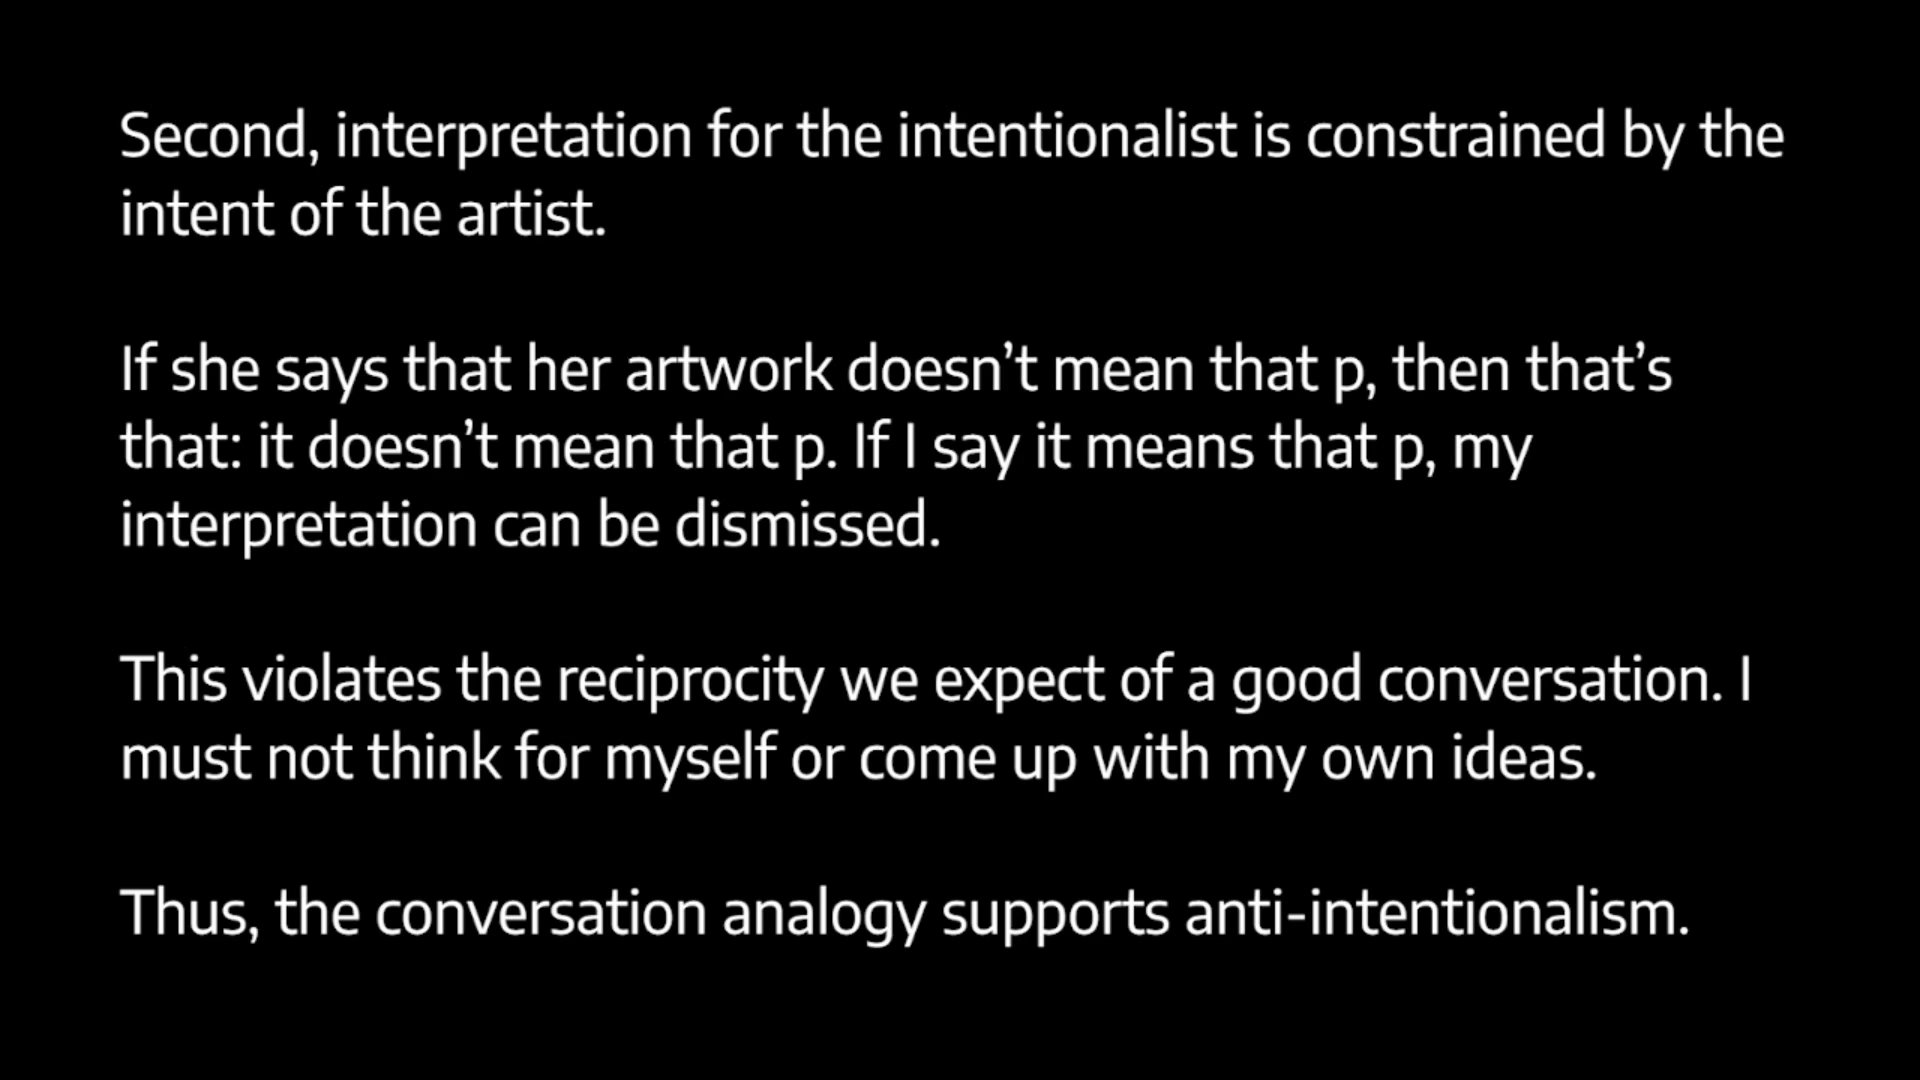 Second, interpretation for the intentionalist is constrained by the
intent of the artist.
If she says that her artwork doesn’t mean that p, then that’s
that: it doesn’t mean that p. If I say it means that p, my
interpretation can be dismissed.
This violates the reciprocity we expect of a good conversation. I
must not think for myself or come up with my own ideas.
Thus, the conversation analogy supports anti-intentionalism.